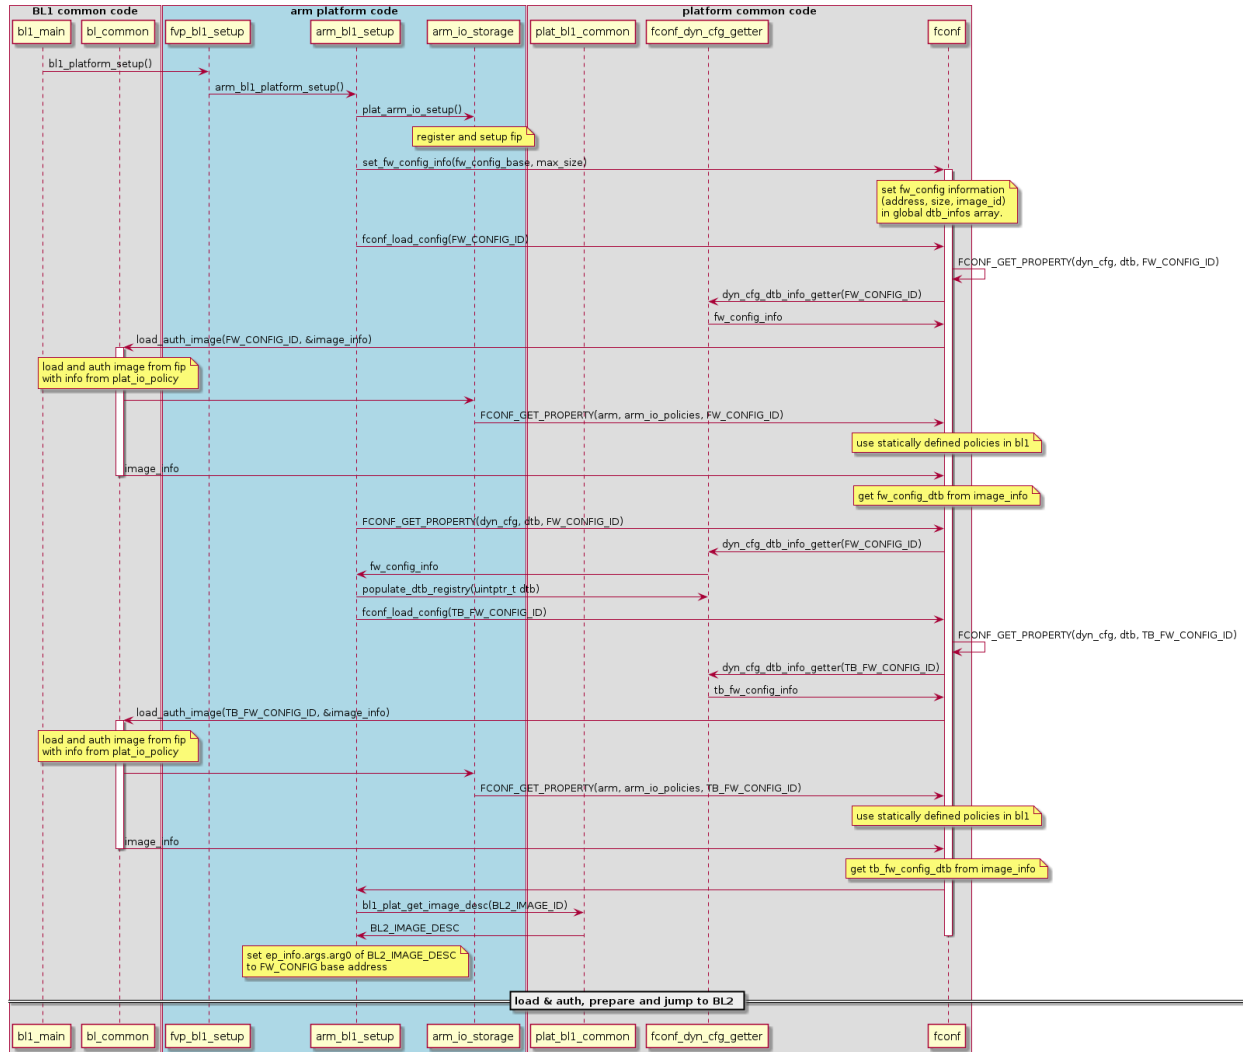 BL1 common code
arm platform code
platform common code
bl1_main
bl_common
fvp_bl1_setup
arm_bl1_setup
arm_io_storage
plat_bl1_common
fconf_dyn_cfg_getter
fconf
bl1_platform_setup()
arm_bl1_platform_setup()
plat_arm_io_setup()
register and setup fip
set_fw_config_info(fw_config_base, max_size)
set fw_config information
(address, size, image_id)
in global dtb_infos array.
fconf_load_config(FW_CONFIG_ID)
FCONF_GET_PROPERTY(dyn_cfg, dtb, FW_CONFIG_ID)
dyn_cfg_dtb_info_getter(FW_CONFIG_ID)
fw_config_info
load_auth_image(FW_CONFIG_ID, &image_info)
load and auth image from fip
with info from plat_io_policy
FCONF_GET_PROPERTY(arm, arm_io_policies, FW_CONFIG_ID)
use statically defined policies in bl1
image_info
get fw_config_dtb from image_info
FCONF_GET_PROPERTY(dyn_cfg, dtb, FW_CONFIG_ID)
dyn_cfg_dtb_info_getter(FW_CONFIG_ID)
fw_config_info
populate_dtb_registry(uintptr_t dtb)
fconf_load_config(TB_FW_CONFIG_ID)
FCONF_GET_PROPERTY(dyn_cfg, dtb, TB_FW_CONFIG_ID)
dyn_cfg_dtb_info_getter(TB_FW_CONFIG_ID)
tb_fw_config_info
load_auth_image(TB_FW_CONFIG_ID, &image_info)
load and auth image from fip
with info from plat_io_policy
FCONF_GET_PROPERTY(arm, arm_io_policies, TB_FW_CONFIG_ID)
use statically defined policies in bl1
image_info
get tb_fw_config_dtb from image_info
bl1_plat_get_image_desc(BL2_IMAGE_ID)
BL2_IMAGE_DESC
set ep_info.args.arg0 of BL2_IMAGE_DESC
to FW_CONFIG base address
load & auth, prepare and jump to BL2
bl1_main
bl_common
fvp_bl1_setup
arm_bl1_setup
arm_io_storage
plat_bl1_common
fconf_dyn_cfg_getter
fconf